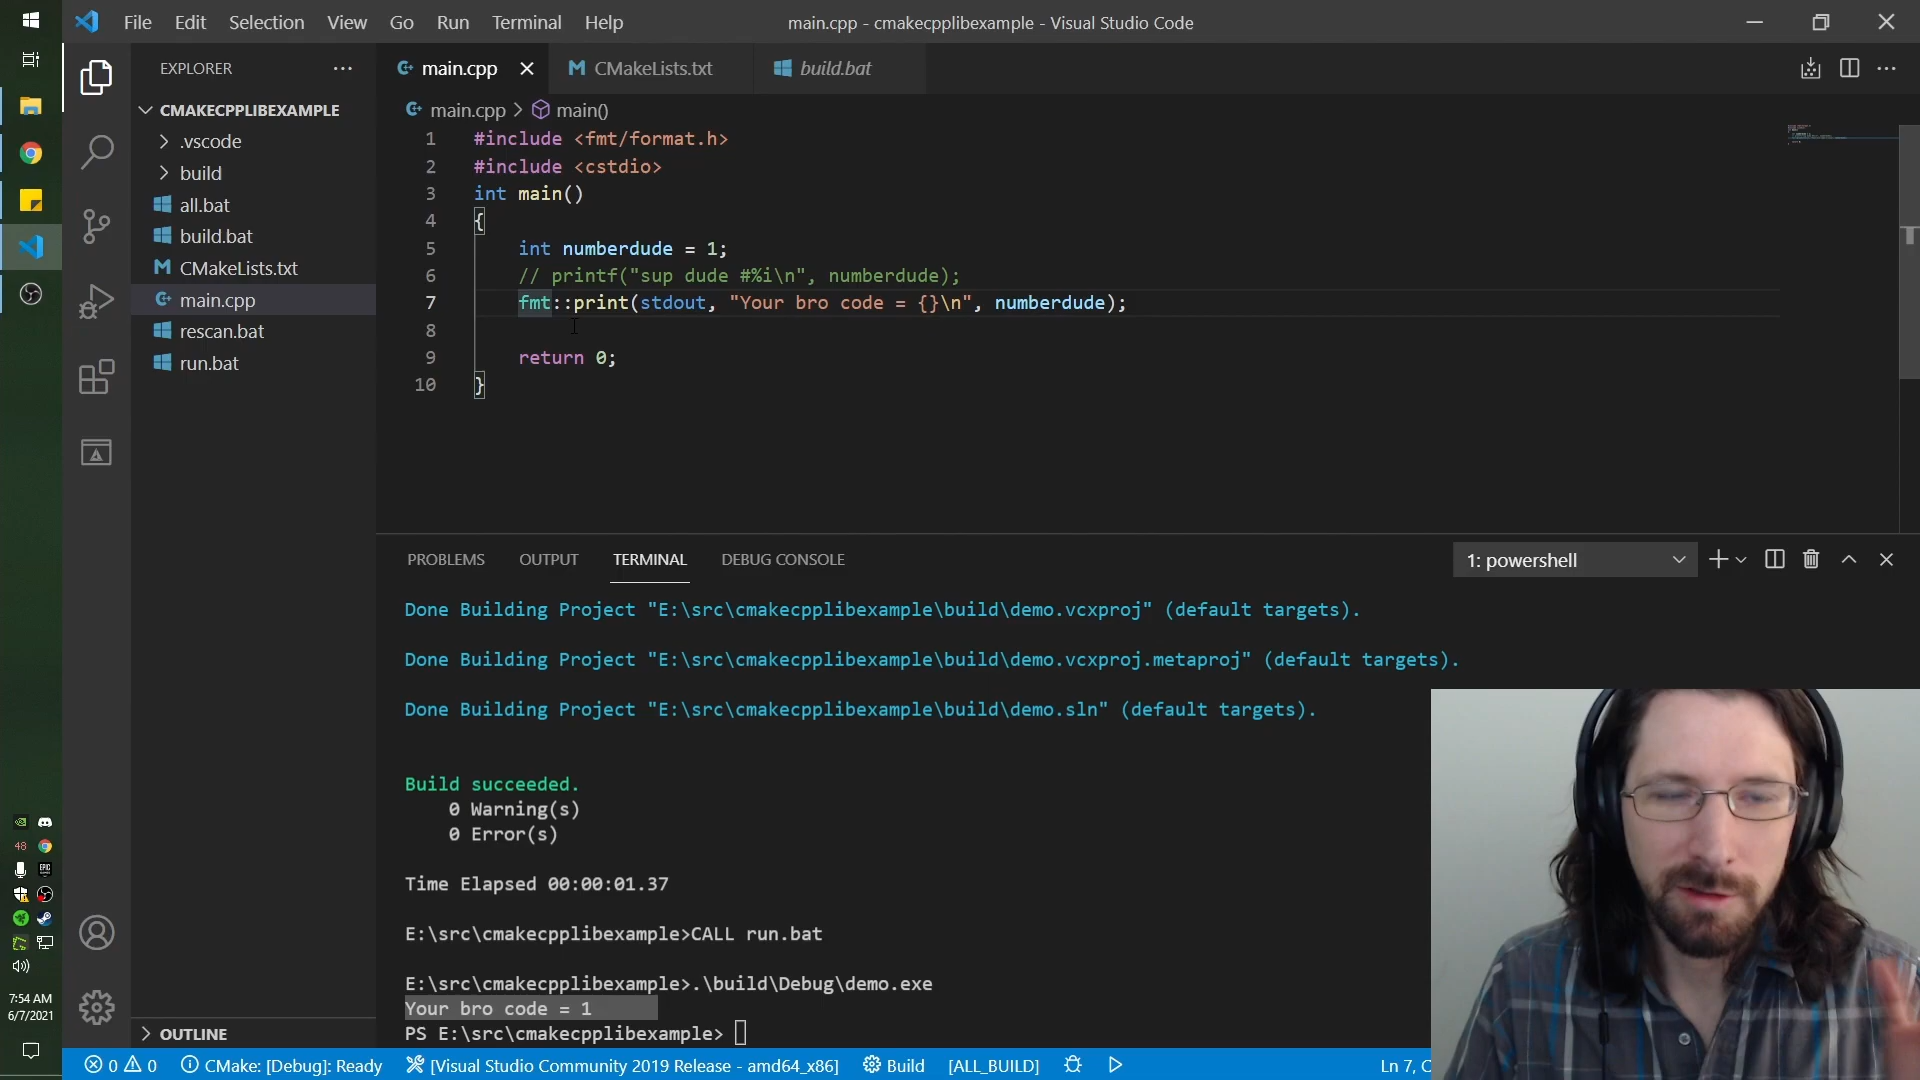 File Edit Selection View Go Run Terminal Help
main.cpp - cmakecpplibexample - Visual Studio Code
EXPLORER
CMAKECPPLIBEXAMPLE
.vscode
build
all.bat
build.bat
CMakeLists.txt
main.cpp
rescan.bat
run.bat
OUTLINE
main.cpp CMakeLists.txt build.bat
main.cpp > main()
1 #include <fmt/format.h>
2 #include <cstdio>
3 int main()
4 {
5 int numberdude = 1;
6 // printf("sup dude #%i\n", numberdude);
7 fmt::print(stdout, "Your bro code = {}\n", numberdude);
8
9 return 0;
10 }
PROBLEMS OUTPUT TERMINAL DEBUG CONSOLE
1: powershell
Done Building Project "E:\src\cmakecpplibexample\build\demo.vcxproj" (default targets).
Done Building Project "E:\src\cmakecpplibexample\build\demo.vcxproj.metaproj" (default targets).
Done Building Project "E:\src\cmakecpplibexample\build\demo.sln" (default targets).
Build succeeded.
0 Warning(s)
0 Error(s)
Time Elapsed 00:00:01.37
E:\src\cmakecpplibexample>CALL run.bat
E:\src\cmakecpplibexample>.\build\Debug\demo.exe
Your bro code = 1
PS E:\src\cmakecpplibexample>
48
EPIC
7:54 AM
6/7/2021
0 0 CMake: [Debug]: Ready [Visual Studio Community 2019 Release - amd64_x86] Build [ALL_BUILD] Ln 7, C